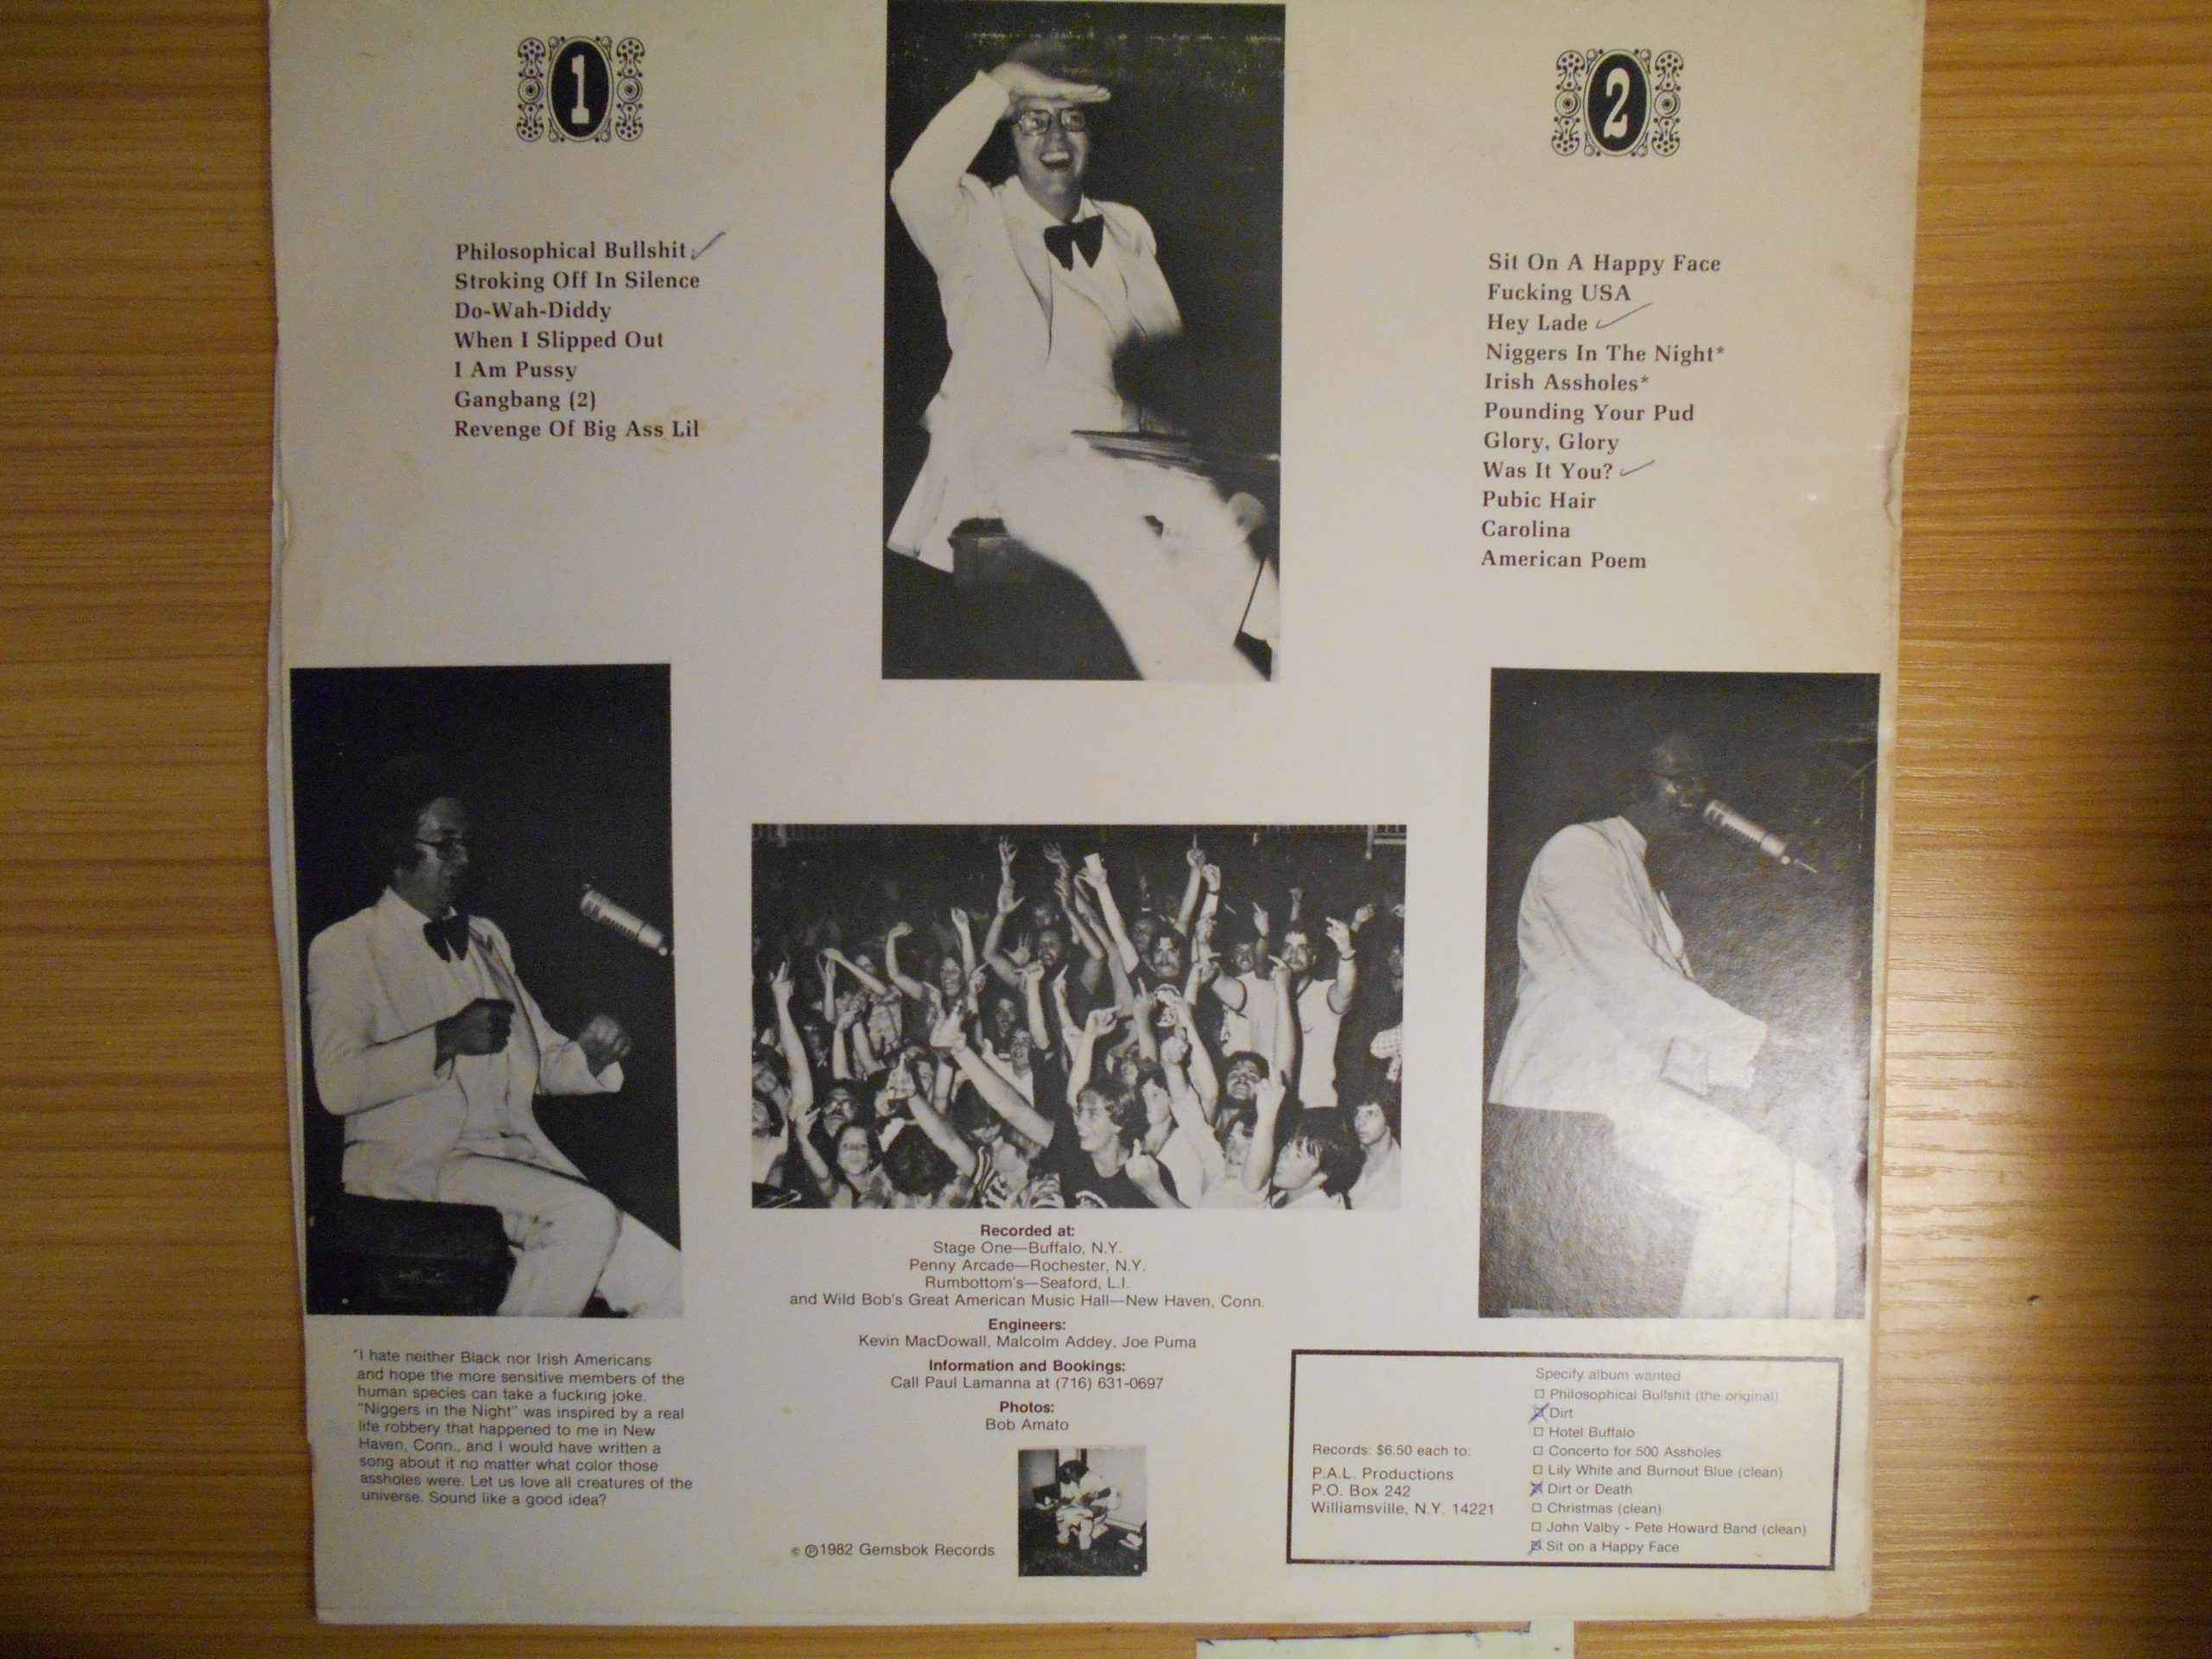 1
Philosophical Bullshit
Stroking Off In Silence
Do-Wah-Diddy
When I Slipped Out
I Am Pussy
Gangbang (2)
Revenge Of Big Ass Lil
2
Sit On A Happy Face
Fucking USA
Hey Lade
Niggers In The Night*
Irish Assholes*
Pounding Your Pud
Glory, Glory
Was It You?
Pubic Hair
Carolina
American Poem
Recorded at:
Stage One—Buffalo, N.Y.
Penny Arcade—Rochester, N.Y.
Rumbottom's—Seaford, L.I.
and Wild Bob's Great American Music Hall—New Haven, Conn.
Engineers:
Kevin MacDowall, Malcolm Addey, Joe Puma
Information and Bookings:
Call Paul Lamanna at (716) 631-0697
Photos:
Bob Amato
*I hate neither Black nor Irish Americans
and hope the more sensitive members of the
human species can take a fucking joke.
"Niggers in the Night" was inspired by a real
life robbery that happened to me in New
Haven, Conn., and I would have written a
song about it no matter what color those
assholes were. Let us love all creatures of the
universe. Sound like a good idea?
© ℗1982 Gemsbok Records
Records: $6.50 each to:
P.A.L. Productions
P.O. Box 242
Williamsville, N.Y. 14221
Specify album wanted
Philosophical Bullshit (the original)
Dirt
Hotel Buffalo
Concerto for 500 Assholes
Lily White and Burnout Blue (clean)
Dirt or Death
Christmas (clean)
John Valby - Pete Howard Band (clean)
Sit on a Happy Face